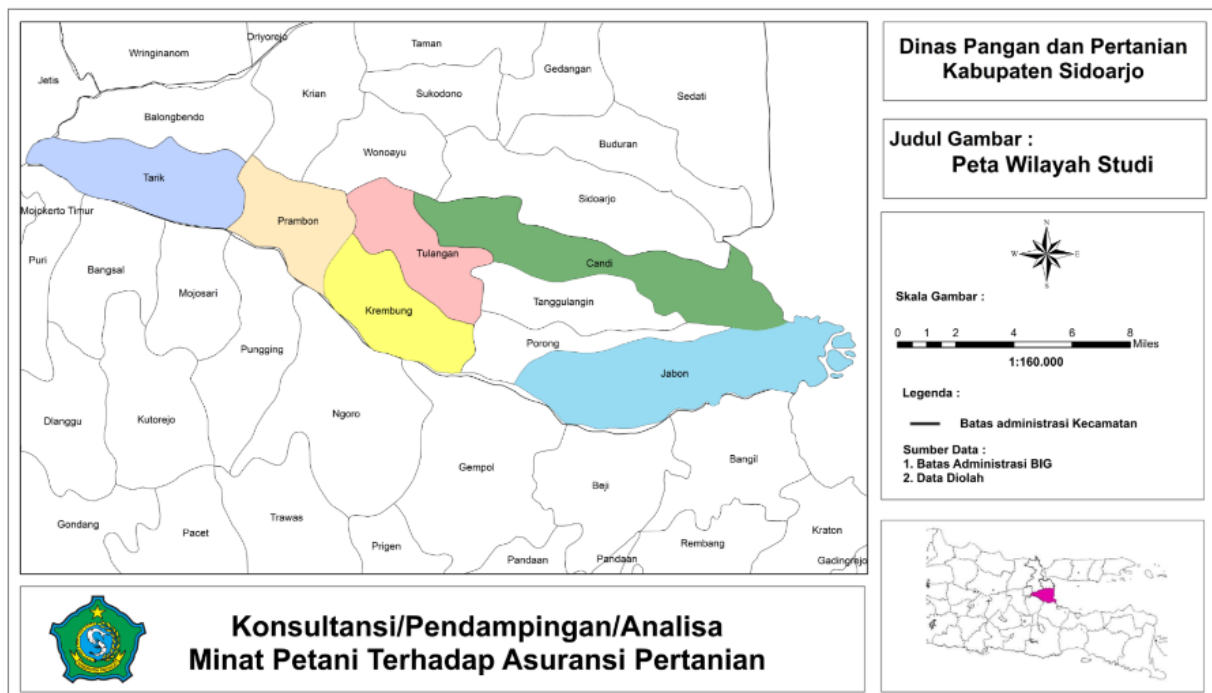 Driyorejo
Wringinanom
Taman
Gedangan
Jetis
Krian
Sukodono
Sedati
Balongbendo
Wonoayu
Buduran
Tarik
Sidoarjo
Mojokerto Timur
Prambon
Puri
Bangsal
Tulangan
Candi
Mojosari
Krembung
Tanggulangin
Pungging
Porong
Jabon
Dlanggu
Kutorejo
Ngoro
Gempol
Bangil
Beji
Gondang
Pacet
Trawas
Prigen
Pandaan
Pandaan
Rembang
Kraton
Gadingrejo
Dinas Pangan dan Pertanian
Kabupaten Sidoarjo
Judul Gambar :
Peta Wilayah Studi
N
W E
S
Skala Gambar :
0 1 2 4 6 8
Miles
1:160.000
Legenda :
Batas administrasi Kecamatan
Sumber Data :
1. Batas Administrasi BIG
2. Data Diolah
Konsultansi/Pendampingan/Analisa
Minat Petani Terhadap Asuransi Pertanian